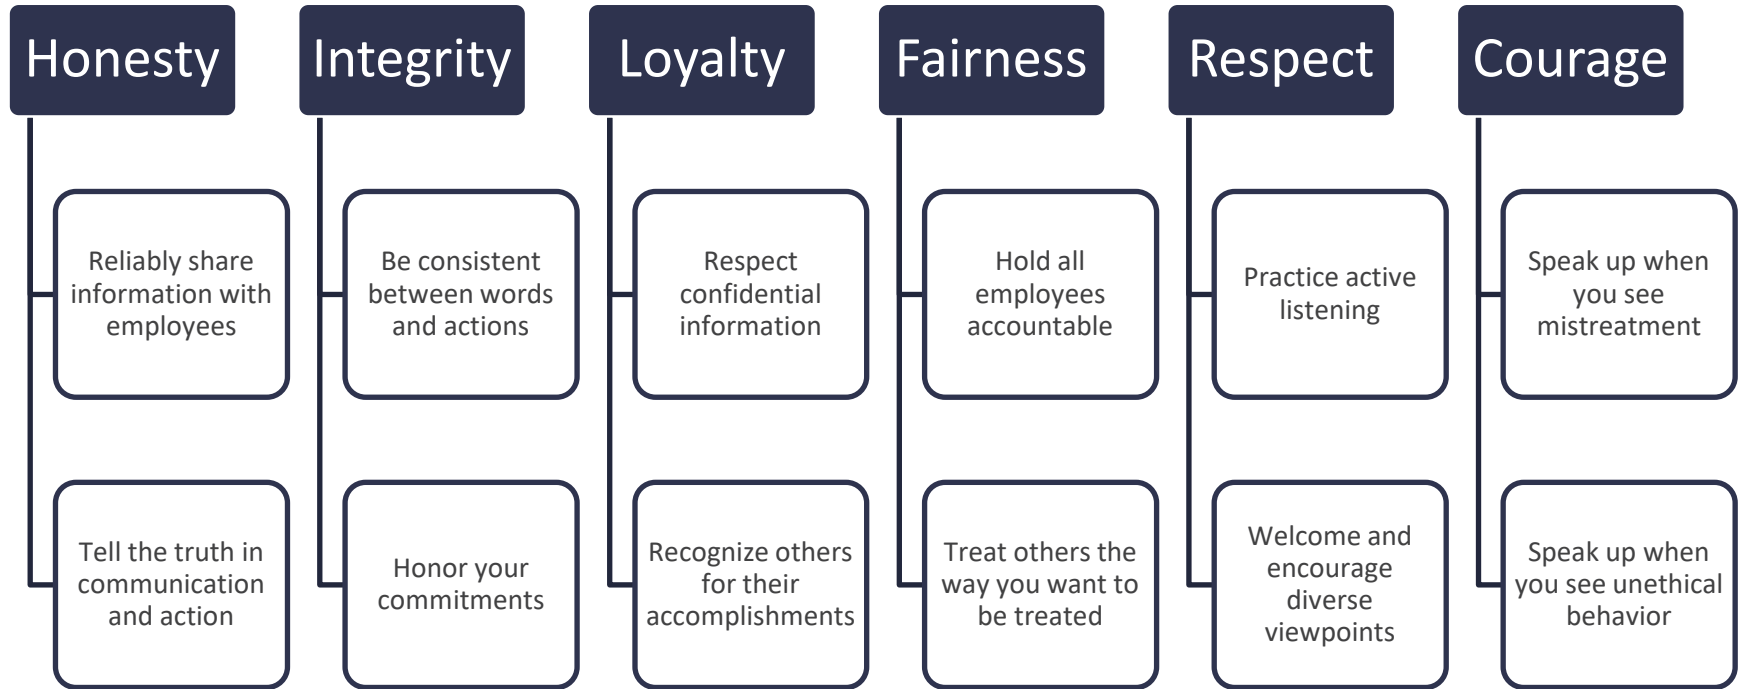 Honesty
Integrity
Loyalty
Fairness
Respect
Courage
Reliably share
information with
employees
Be consistent
between words
and actions
Respect
confidential
information
Hold all
employees
accountable
Practice active
listening
Speak up when
you see
mistreatment
Tell the truth in
communication
and action
Honor your
commitments
Recognize others
for their
accomplishments
Treat others the
way you want to
be treated
Welcome and
encourage
diverse
viewpoints
Speak up when
you see unethical
behavior